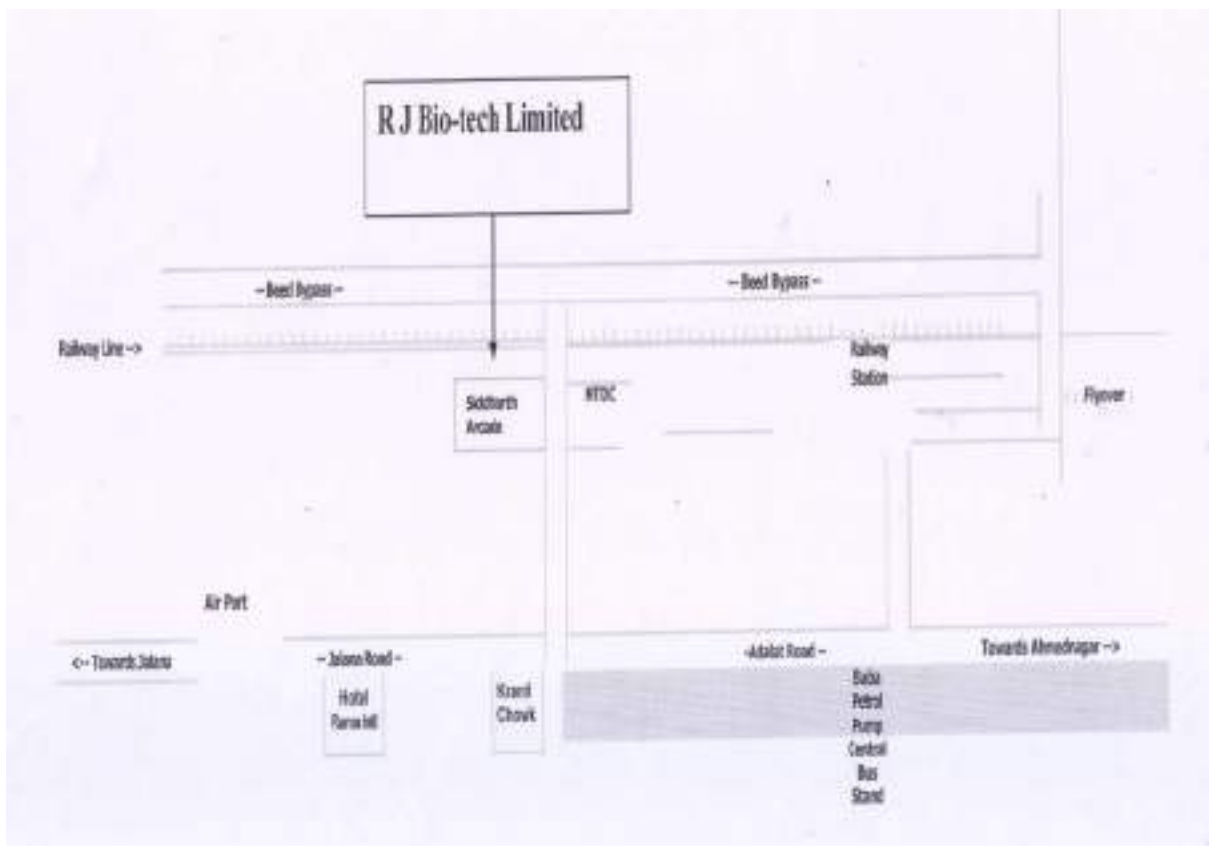 R J Bio-tech Limited
-- Beed Bypass --
-- Beed Bypass --
Railway Line -->
Railway
Station
Siddharth
Arcade
MTDC
Flyover
Air Port
<-- Towards Jalana
-- Jalana Road --
-Adalat Road --
Towards Ahmednagar -->
Hotel
Rama
Kranti
Chowk
Baba
Petrol
Pump
Central
Bus
Stand